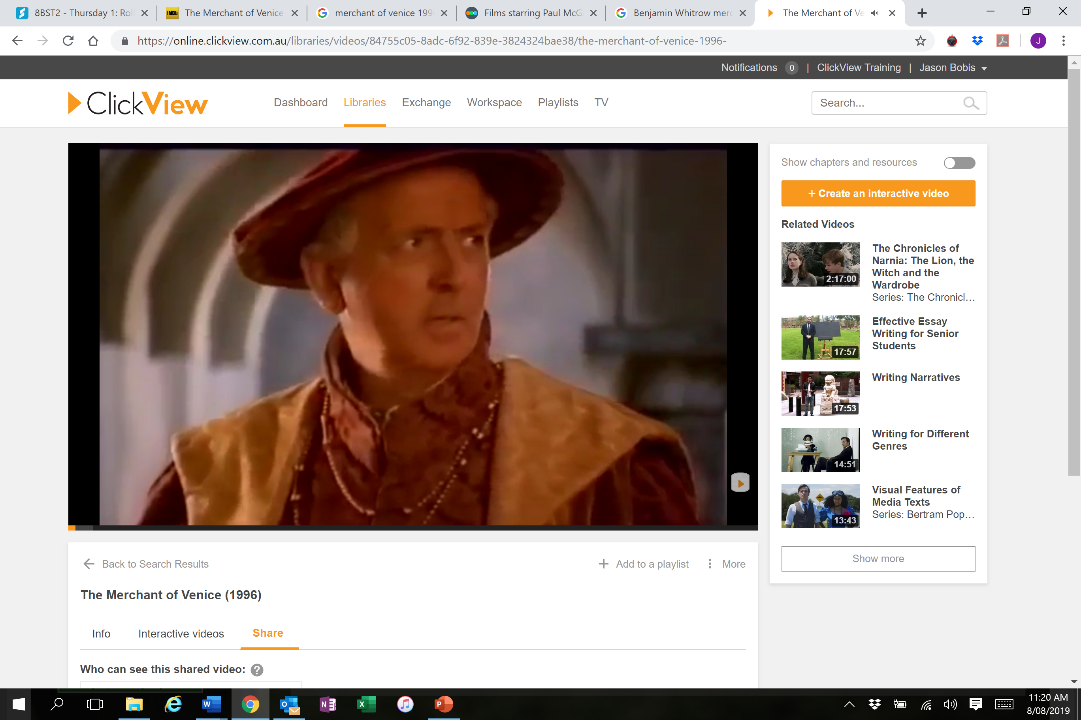 8BST2 - Thursday 1: Rol
The Merchant of Venice
merchant of venice 199
Films starring Paul McG
Benjamin Whitrow mer
The Merchant of Ve
https://online.clickview.com.au/libraries/videos/84755c05-8adc-6f92-839e-3824324bae38/the-merchant-of-venice-1996-
J
Notifications 0 | ClickView Training | Jason Bobis
ClickView
Dashboard Libraries Exchange Workspace Playlists TV
Search...
Show chapters and resources
+ Create an interactive video
Related Videos
The Chronicles of
Narnia: The Lion, the
Witch and the
Wardrobe
Series: The Chronicl...
2:17:00
Effective Essay
Writing for Senior
Students
17:57
Writing Narratives
17:53
Writing for Different
Genres
14:51
Visual Features of
Media Texts
Series: Bertram Pop...
13:43
Show more
Back to Search Results
+ Add to a playlist
More
The Merchant of Venice (1996)
Info Interactive videos Share
Who can see this shared video: ?
11:20 AM
8/08/2019